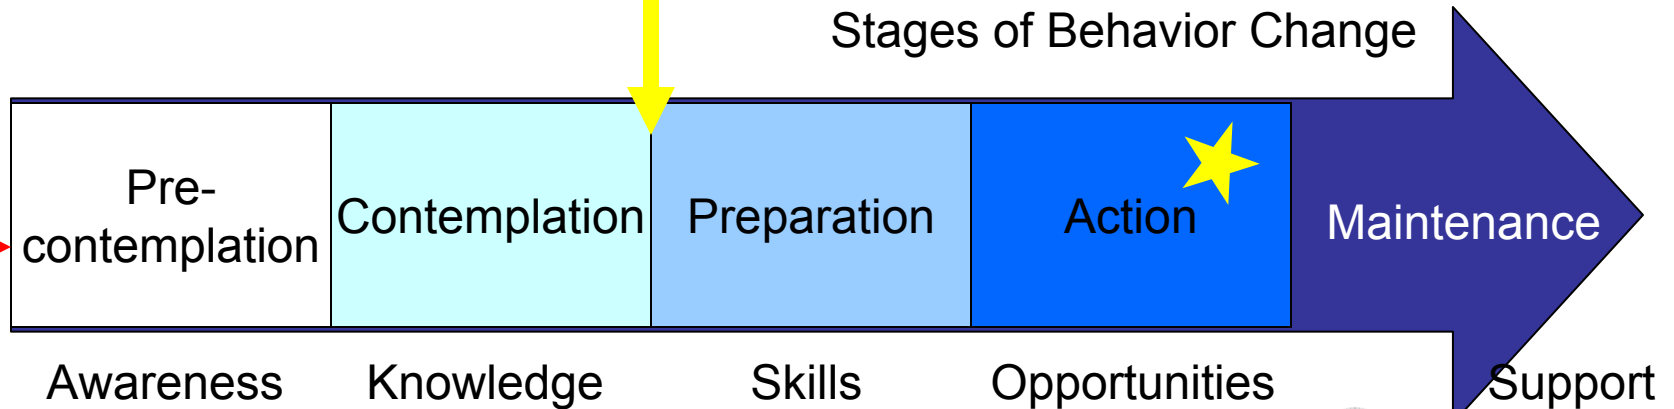 Stages of Behavior Change
Pre-
contemplation
Contemplation
Preparation
Action
Maintenance
Awareness
Knowledge
Skills
Opportunities
Support